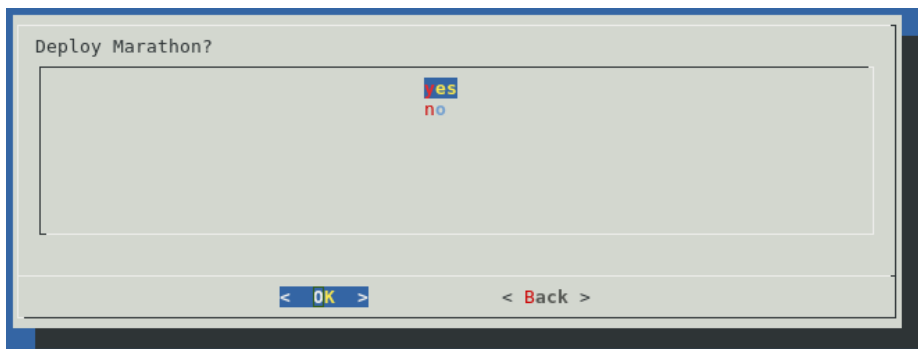 Deploy Marathon?
yes
no
< OK > < Back >